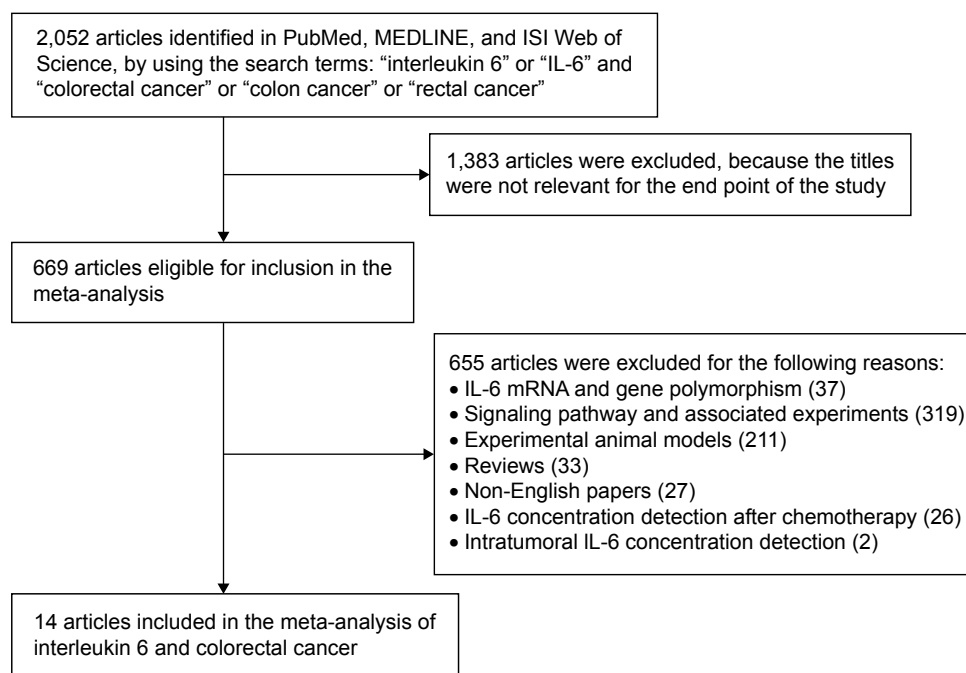 2,052 articles identified in PubMed, MEDLINE, and ISI Web of
Science, by using the search terms: “interleukin 6” or “IL-6” and
“colorectal cancer” or “colon cancer” or “rectal cancer”
1,383 articles were excluded, because the titles
were not relevant for the end point of the study
669 articles eligible for inclusion in the
meta-analysis
655 articles were excluded for the following reasons:
• IL-6 mRNA and gene polymorphism (37)
• Signaling pathway and associated experiments (319)
• Experimental animal models (211)
• Reviews (33)
• Non-English papers (27)
• IL-6 concentration detection after chemotherapy (26)
• Intratumoral IL-6 concentration detection (2)
14 articles included in the meta-analysis of
interleukin 6 and colorectal cancer